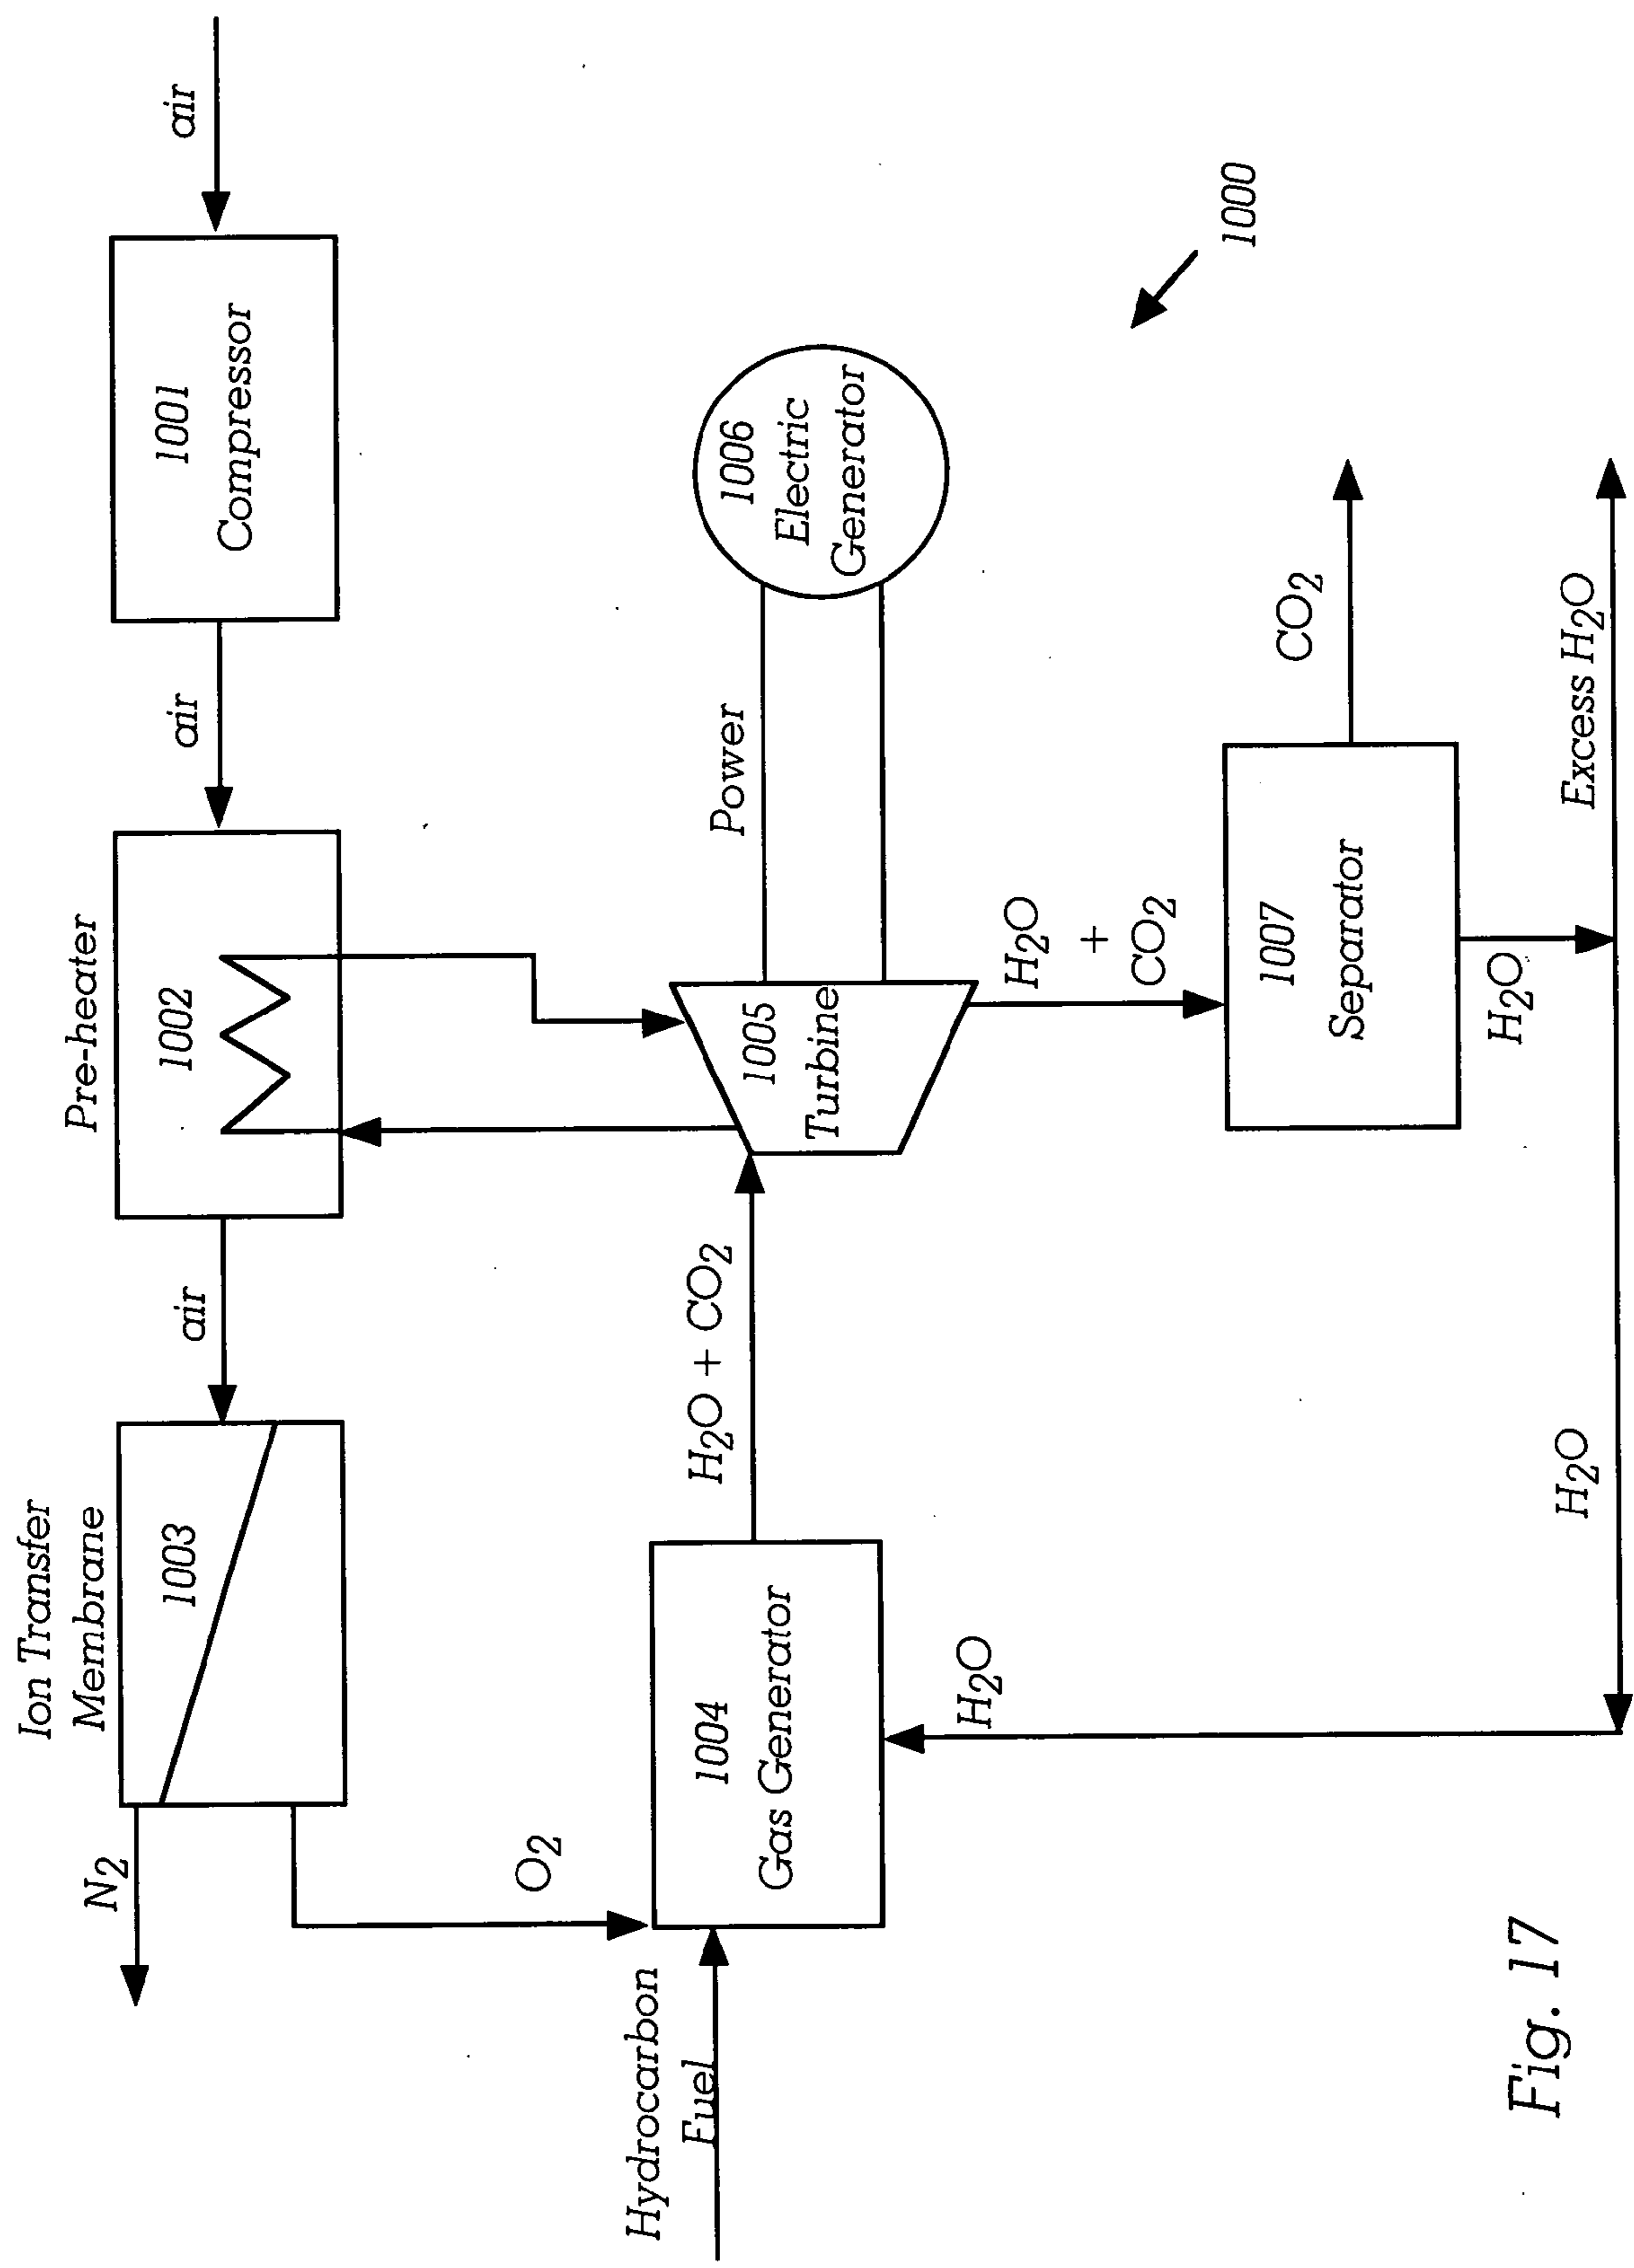 Ion Transfer
Membrane
1003
N2
air
Pre-heater
1002
air
1001
Compressor
air
O2
Hydrocarbon
Fuel
1004
Gas Generator
H2O + CO2
1005
Turbine
Power
1006
Electric
Generator
H2O
+
CO2
1000
H2O
1007
Separator
CO2
H2O
H2O
Excess H2O
Fig. 17